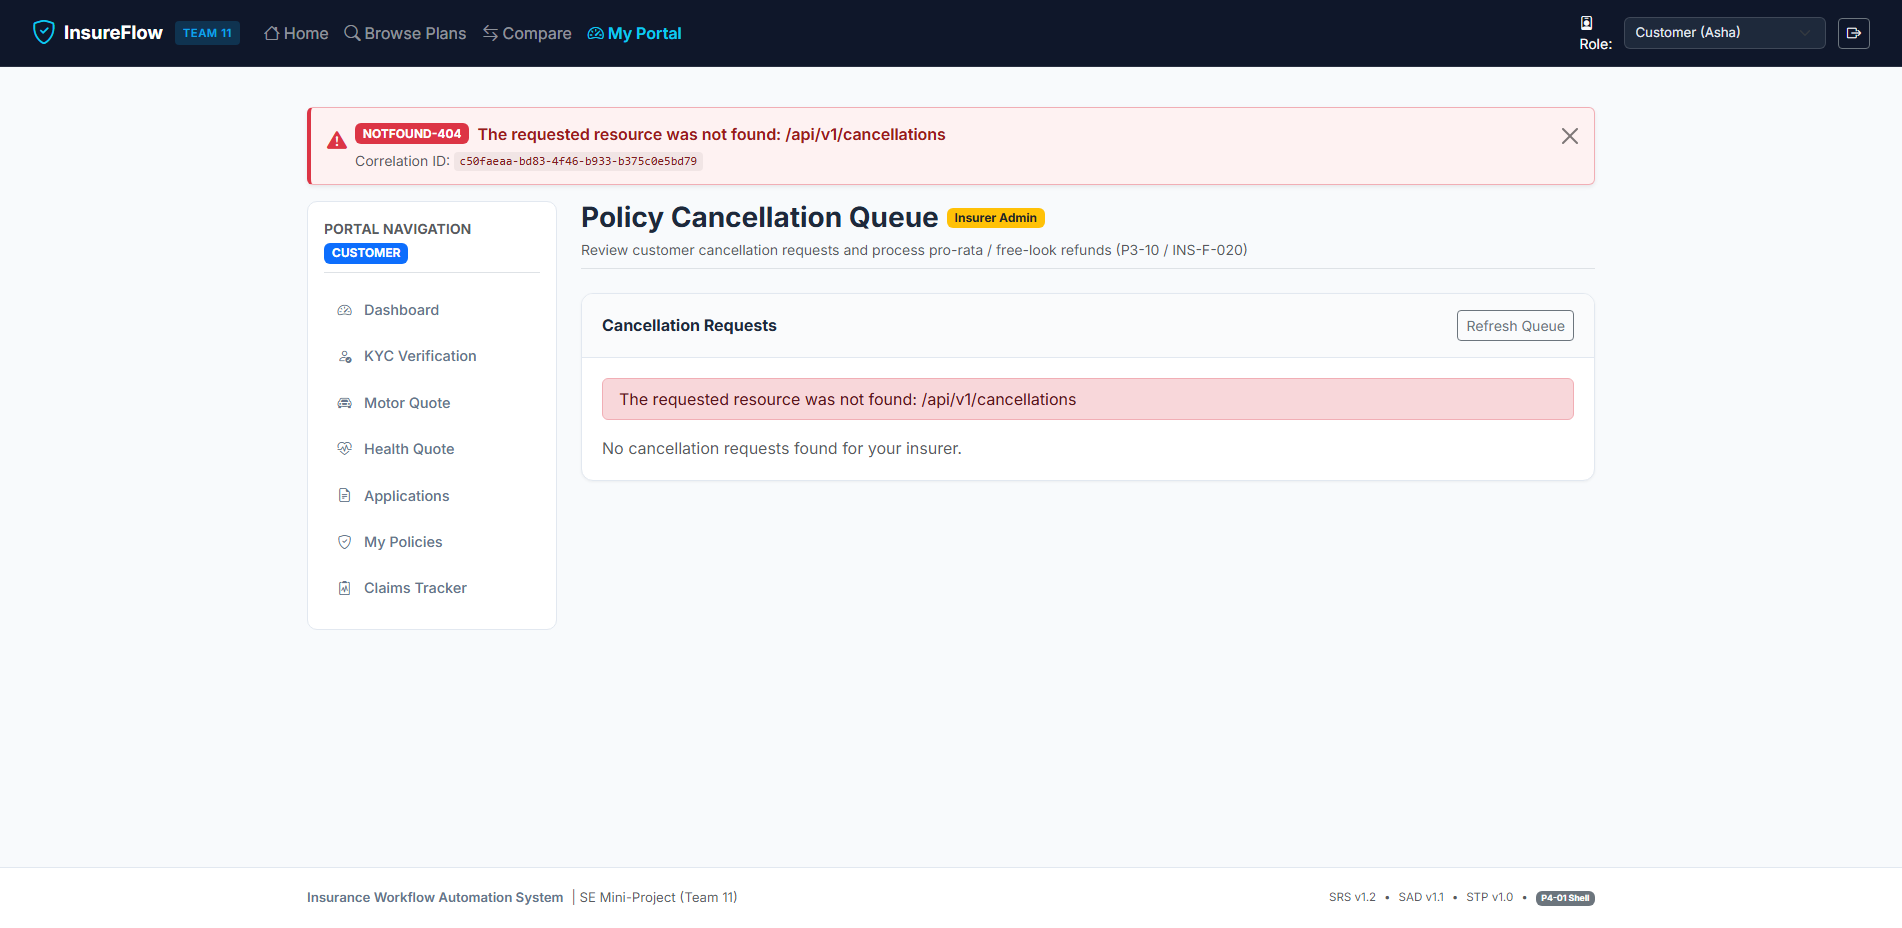 InsureFlow TEAM 11 Home Browse Plans Compare My Portal
Role: Customer (Asha)
NOTFOUND-404 The requested resource was not found: /api/v1/cancellations
Correlation ID: c50faeaa-bd83-4f46-b933-b375c0e5bd79
PORTAL NAVIGATION
CUSTOMER
Dashboard
KYC Verification
Motor Quote
Health Quote
Applications
My Policies
Claims Tracker
Policy Cancellation Queue Insurer Admin
Review customer cancellation requests and process pro-rata / free-look refunds (P3-10 / INS-F-020)
Cancellation Requests Refresh Queue
The requested resource was not found: /api/v1/cancellations
No cancellation requests found for your insurer.
Insurance Workflow Automation System | SE Mini-Project (Team 11)
SRS v1.2 • SAD v1.1 • STP v1.0 • P4-01 Shell